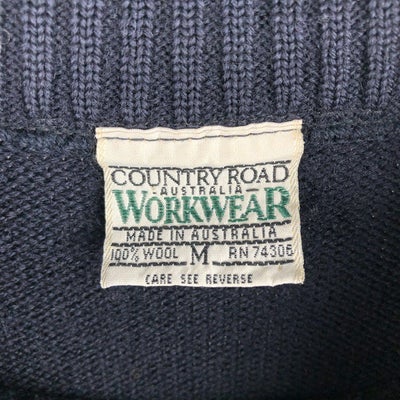 COUNTRY ROAD
AUSTRALIA
WORKWEAR
MADE IN AUSTRALIA
100% WOOL M RN 74306
CARE SEE REVERSE